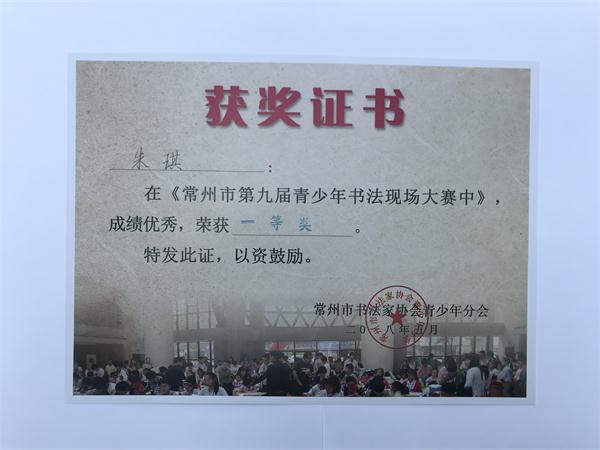 获奖证书
朱琪：
在《常州市第九届青少年书法现场大赛中》，
成绩优秀，荣获一等奖。
特发此证，以资鼓励。
常州市书法家协会青少年分会
二〇一八年五月